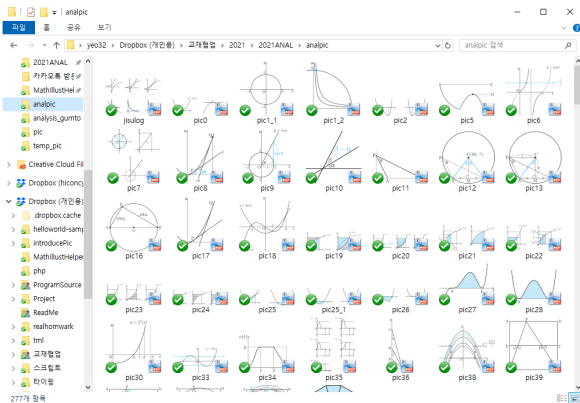 analpic
파일 홈 공유 보기
yeo32 > Dropbox (개인용) > 교재협업 > 2021 > 2021ANAL > analpic
analpic 검색
2021ANAL
카카오톡 받은
MathIllustHel
analpic
analysis_gumto
pic
temp_pic
Creative Cloud Fil
Dropbox (hiconcy
Dropbox (개인용)
.dropbox.cache
helloworld-samp
introducePic
MathIllustHelpe
php
ProgramSource
Project
ReadMe
realhomwark
tml
교재협업
스크립트
타이핑
jisulog pic0 pic1_1 pic1_2 pic2 pic5 pic6
pic7 pic8 pic9 pic10 pic11 pic12 pic13
pic16 pic17 pic18 pic19 pic20 pic21 pic22
pic23 pic24 pic25 pic25_1 pic26 pic27 pic28
pic30 pic33 pic34 pic35 pic36 pic38 pic39
277개 항목